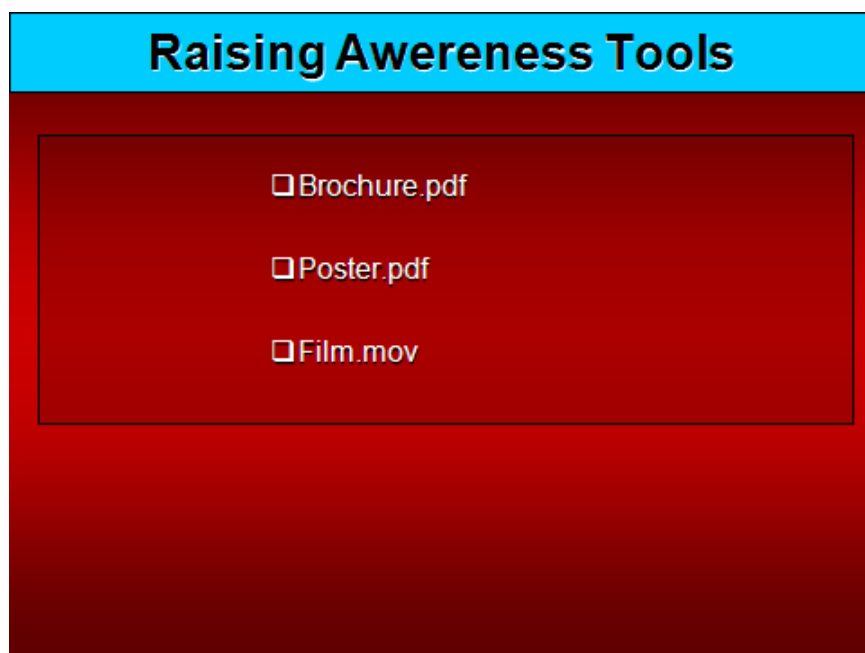 Raising Awereness Tools
❑Brochure.pdf
❑Poster.pdf
❑Film.mov